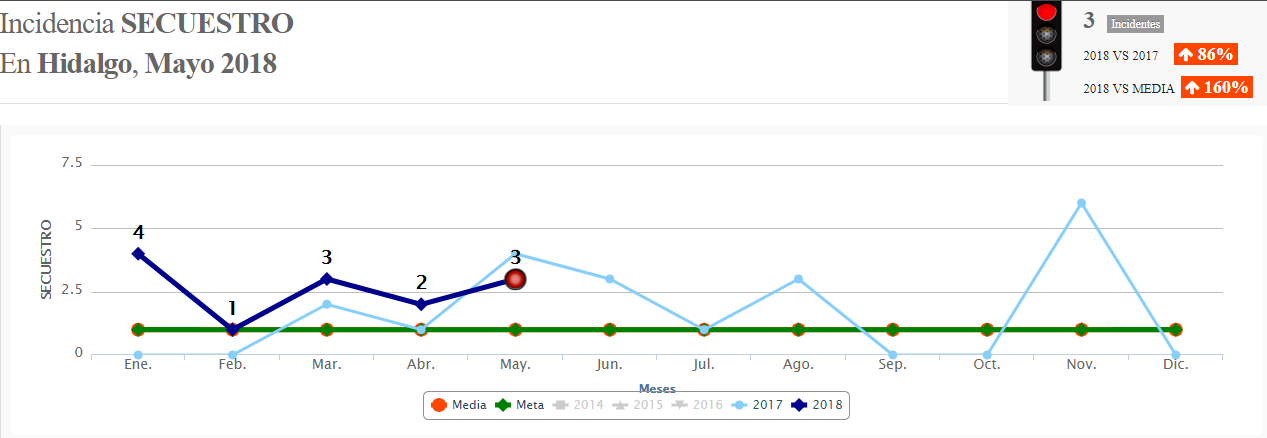 Incidencia SECUESTRO
En Hidalgo, Mayo 2018
3 Incidentes
2018 VS 2017 86%
2018 VS MEDIA 160%
7.5
5
2.5
0
SECUESTRO
4
1
3
2
3
Ene. Feb. Mar. Abr. May. Jun. Jul. Ago. Sep. Oct. Nov. Dic.
Meses
Media Meta 2014 2015 2016 2017 2018